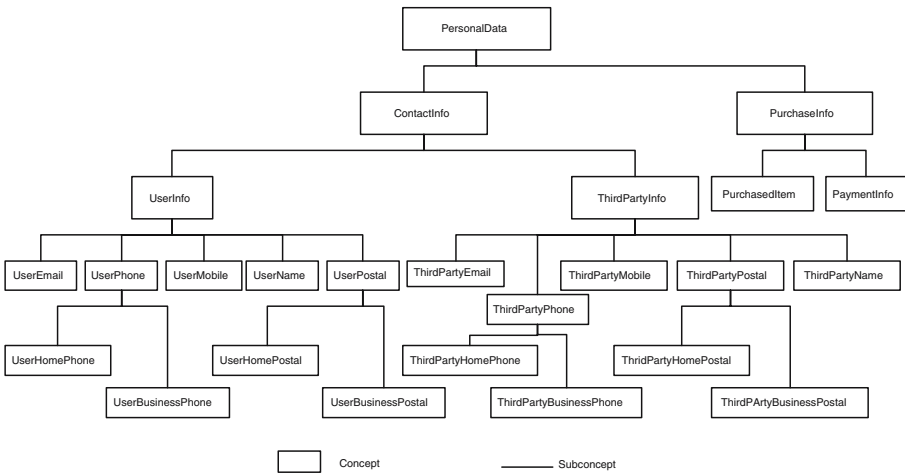 PersonalData
ContactInfo
PurchaseInfo
UserInfo
ThirdPartyInfo
PurchasedItem
PaymentInfo
UserEmail
UserPhone
UserMobile
UserName
UserPostal
ThirdPartyEmail
ThirdPartyMobile
ThirdPartyPostal
ThirdPartyName
ThirdPartyPhone
UserHomePhone
UserHomePostal
ThirdPartyHomePhone
ThridPartyHomePostal
UserBusinessPhone
UserBusinessPostal
ThirdPartyBusinessPhone
ThirdPArtyBusinessPostal
Concept
Subconcept